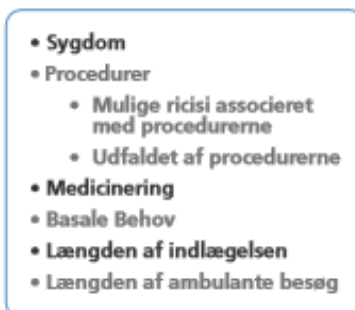 • Sygdom
• Procedurer
• Mulige ricisi associeret
med procedurerne
• Udfaldet af procedurerne
• Medicinering
• Basale Behov
• Længden af indlægelsen
• Længden af ambulante besøg